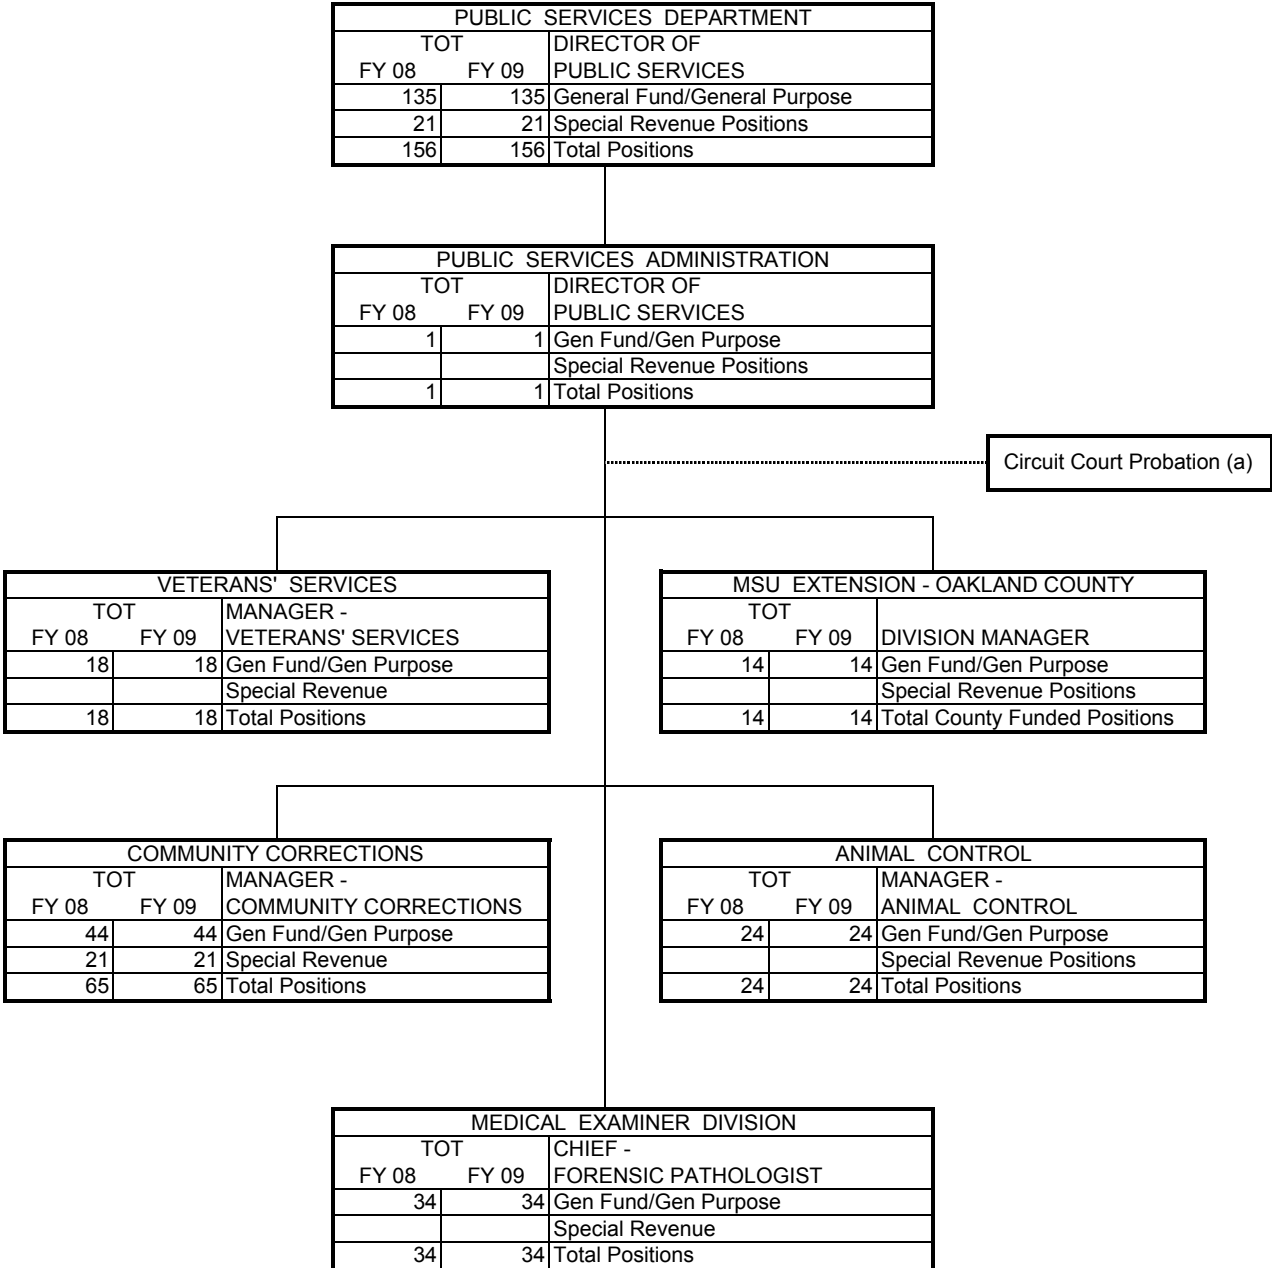 PUBLIC SERVICES DEPARTMENT
TOT DIRECTOR OF
FY 08 FY 09 PUBLIC SERVICES
135 135 General Fund/General Purpose
21 21 Special Revenue Positions
156 156 Total Positions
PUBLIC SERVICES ADMINISTRATION
TOT DIRECTOR OF
FY 08 FY 09 PUBLIC SERVICES
1 1 Gen Fund/Gen Purpose
Special Revenue Positions
1 1 Total Positions
Circuit Court Probation (a)
VETERANS' SERVICES
TOT MANAGER -
FY 08 FY 09 VETERANS' SERVICES
18 18 Gen Fund/Gen Purpose
Special Revenue
18 18 Total Positions
MSU EXTENSION - OAKLAND COUNTY
TOT
FY 08 FY 09 DIVISION MANAGER
14 14 Gen Fund/Gen Purpose
Special Revenue Positions
14 14 Total County Funded Positions
COMMUNITY CORRECTIONS
TOT MANAGER -
FY 08 FY 09 COMMUNITY CORRECTIONS
44 44 Gen Fund/Gen Purpose
21 21 Special Revenue
65 65 Total Positions
ANIMAL CONTROL
TOT MANAGER -
FY 08 FY 09 ANIMAL CONTROL
24 24 Gen Fund/Gen Purpose
Special Revenue Positions
24 24 Total Positions
MEDICAL EXAMINER DIVISION
TOT CHIEF -
FY 08 FY 09 FORENSIC PATHOLOGIST
34 34 Gen Fund/Gen Purpose
Special Revenue
34 34 Total Positions